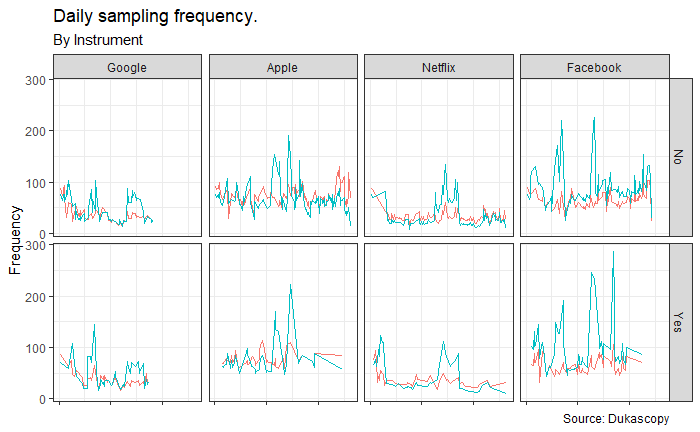 Daily sampling frequency.
By Instrument
Google Apple Netflix Facebook
300
200
100
0
No
300
200
100
0
Yes
Frequency
Source: Dukascopy